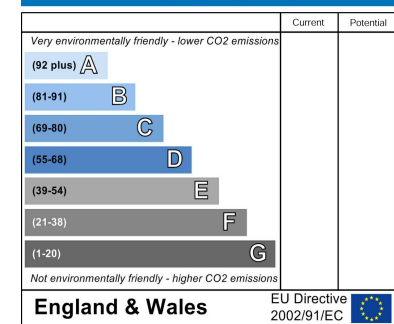 Current Potential
Very environmentally friendly - lower CO2 emissions
(92 plus) A
(81-91) B
(69-80) C
(55-68) D
(39-54) E
(21-38) F
(1-20) G
Not environmentally friendly - higher CO2 emissions
England & Wales
EU Directive
2002/91/EC